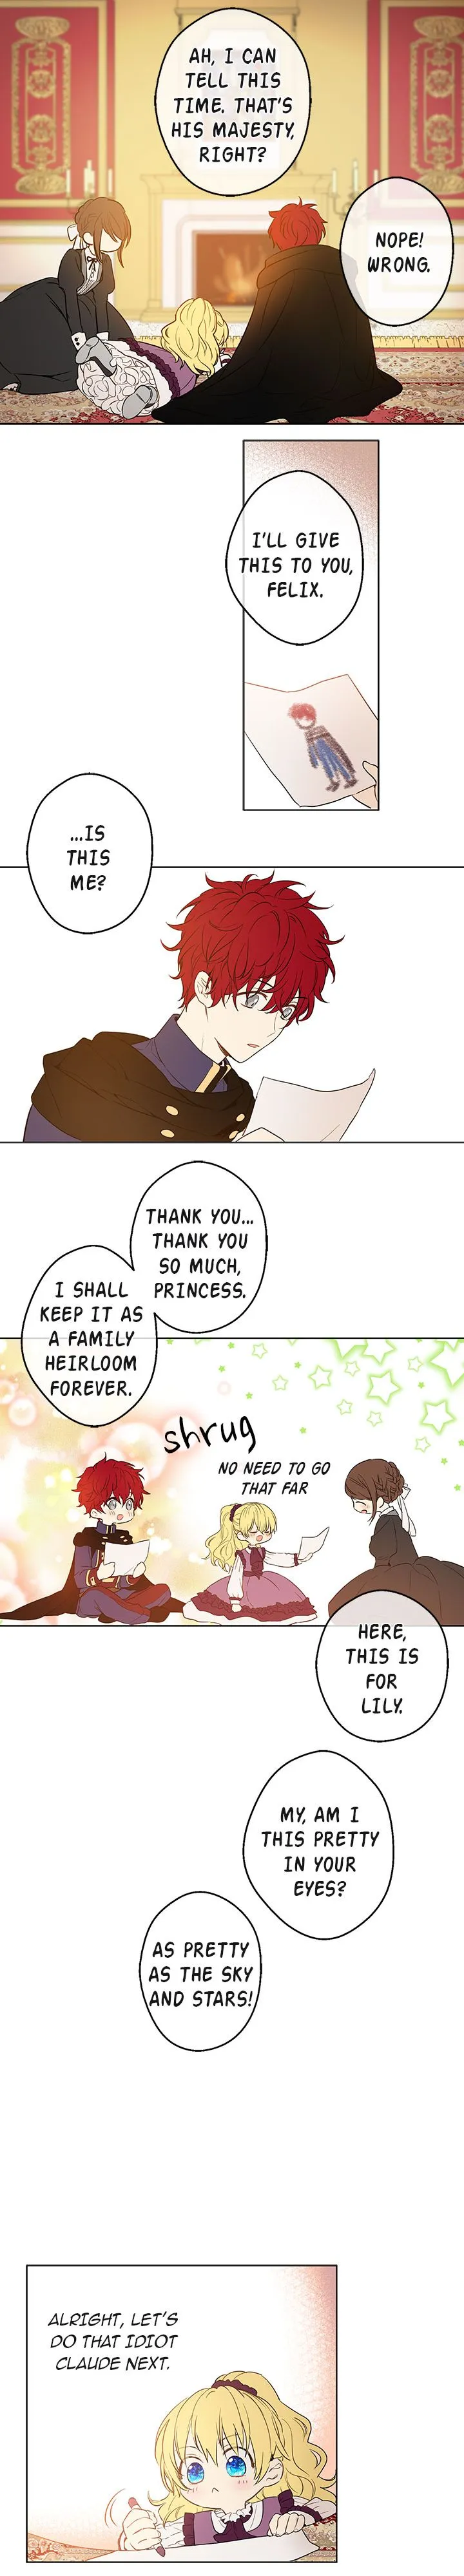 AH, I CAN
TELL THIS
TIME. THAT'S
HIS MAJESTY,
RIGHT?
NOPE!
WRONG.
I'LL GIVE
THIS TO YOU,
FELIX.
...IS
THIS
ME?
THANK YOU...
THANK YOU
SO MUCH,
PRINCESS.
I SHALL
KEEP IT AS
A FAMILY
HEIRLOOM
FOREVER.
shrug
NO NEED TO GO
THAT FAR
HERE,
THIS IS
FOR
LILY.
MY, AM I
THIS PRETTY
IN YOUR
EYES?
AS PRETTY
AS THE SKY
AND STARS!
ALRIGHT, LET'S
DO THAT IDIOT
CLAUDE NEXT.